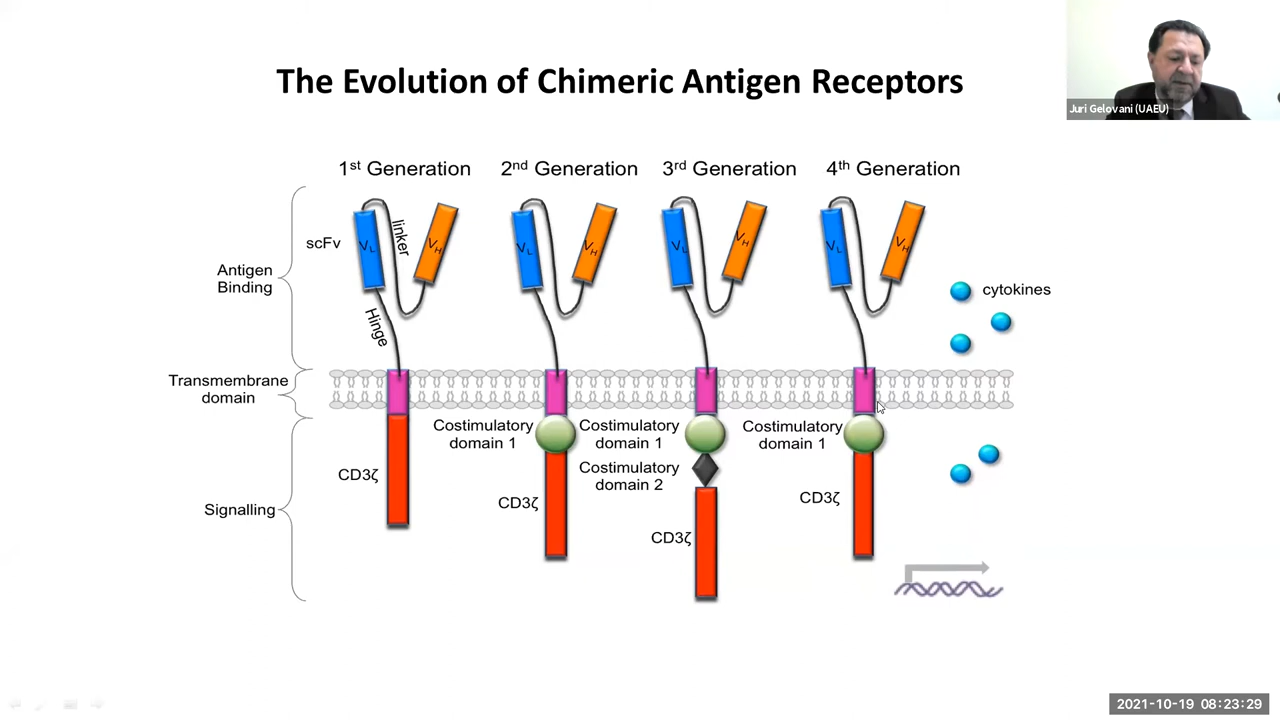 The Evolution of Chimeric Antigen Receptors
Juri Gelovani (UAEU)
1st Generation
2nd Generation
3rd Generation
4th Generation
scFv
VL
linker
VH
VL
VH
VL
VH
VL
VH
Antigen
Binding
Hinge
cytokines
Transmembrane
domain
Costimulatory
domain 1
Costimulatory
domain 1
Costimulatory
domain 2
Costimulatory
domain 1
CD3ζ
CD3ζ
CD3ζ
CD3ζ
Signalling
2021-10-19 08:23:29